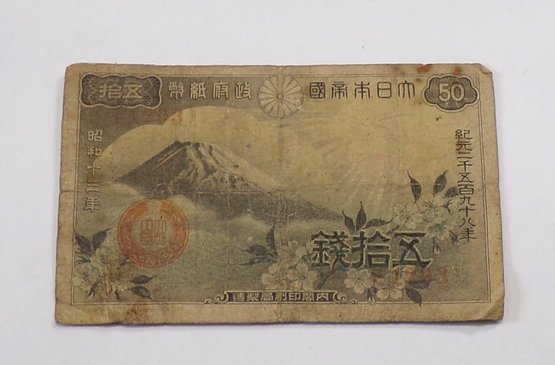 大日本帝國政府紙幣
50
五拾
紀元二千五百九十八年
昭和十三年
五拾錢
內閣印刷局製造